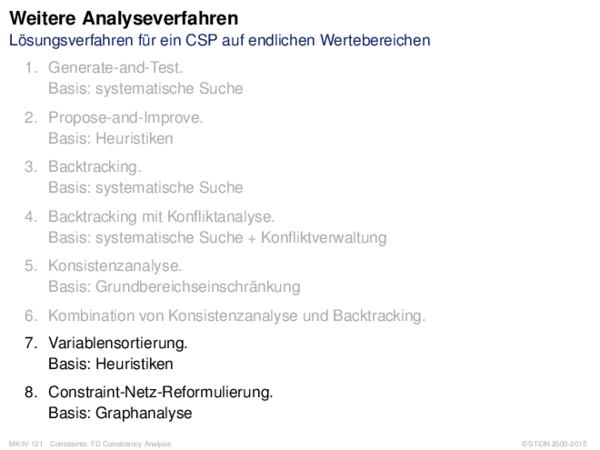 Weitere Analyseverfahren
Lösungsverfahren für ein CSP auf endlichen Wertebereichen
1. Generate-and-Test.
Basis: systematische Suche
2. Propose-and-Improve.
Basis: Heuristiken
3. Backtracking.
Basis: systematische Suche
4. Backtracking mit Konfliktanalyse.
Basis: systematische Suche + Konfliktverwaltung
5. Konsistenzanalyse.
Basis: Grundbereichseinschränkung
6. Kombination von Konsistenzanalyse und Backtracking.
7. Variablensortierung.
Basis: Heuristiken
8. Constraint-Netz-Reformulierung.
Basis: Graphanalyse
MK:IV-121 Constraints: FD Consistency Analysis © STEIN 2000-2015